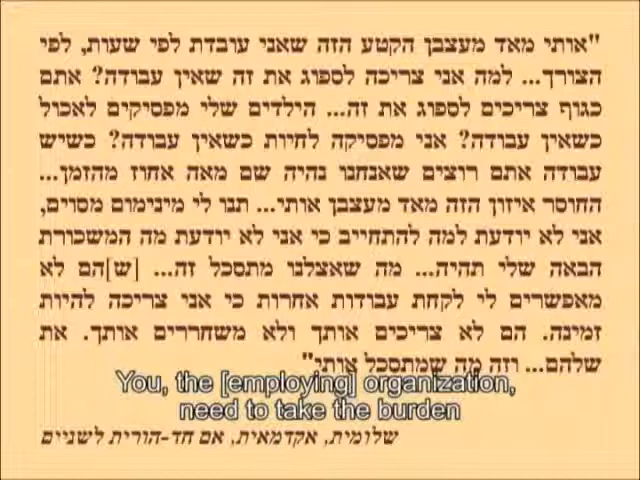 "אותי מאד מעצבן הקטע הזה שאני עובדת לפי שעות, לפי
הצורך... למה אני צריכה לספוג את זה שאין עבודה? אתם
כגוף צריכים לספוג את זה... הילדים שלי מפסיקים לאכול
כשאין עבודה? אני מפסיקה לחיות כשאין עבודה? כשיש
עבודה אתם רוצים שאנחנו נהיה שם מאה אחוז מהזמן...
החוסר איזון הזה מאד מעצבן אותי... תנו לי מינימום מסוים,
אני לא יודעת למה להתחייב כי אני לא יודעת מה המשכורת
הבאה שלי תהיה... מה שאצלנו מתסכל זה... [ש]הם לא
מאפשרים לי לקחת עבודות אחרות כי אני צריכה להיות
זמינה. הם לא צריכים אותך ולא משחררים אותך. את
שלהם... וזה מה שמתסכל אותי"
You, the [employing] organization,
need to take the burden
שלומית, אקדמאית, אם חד-הורית לשניים